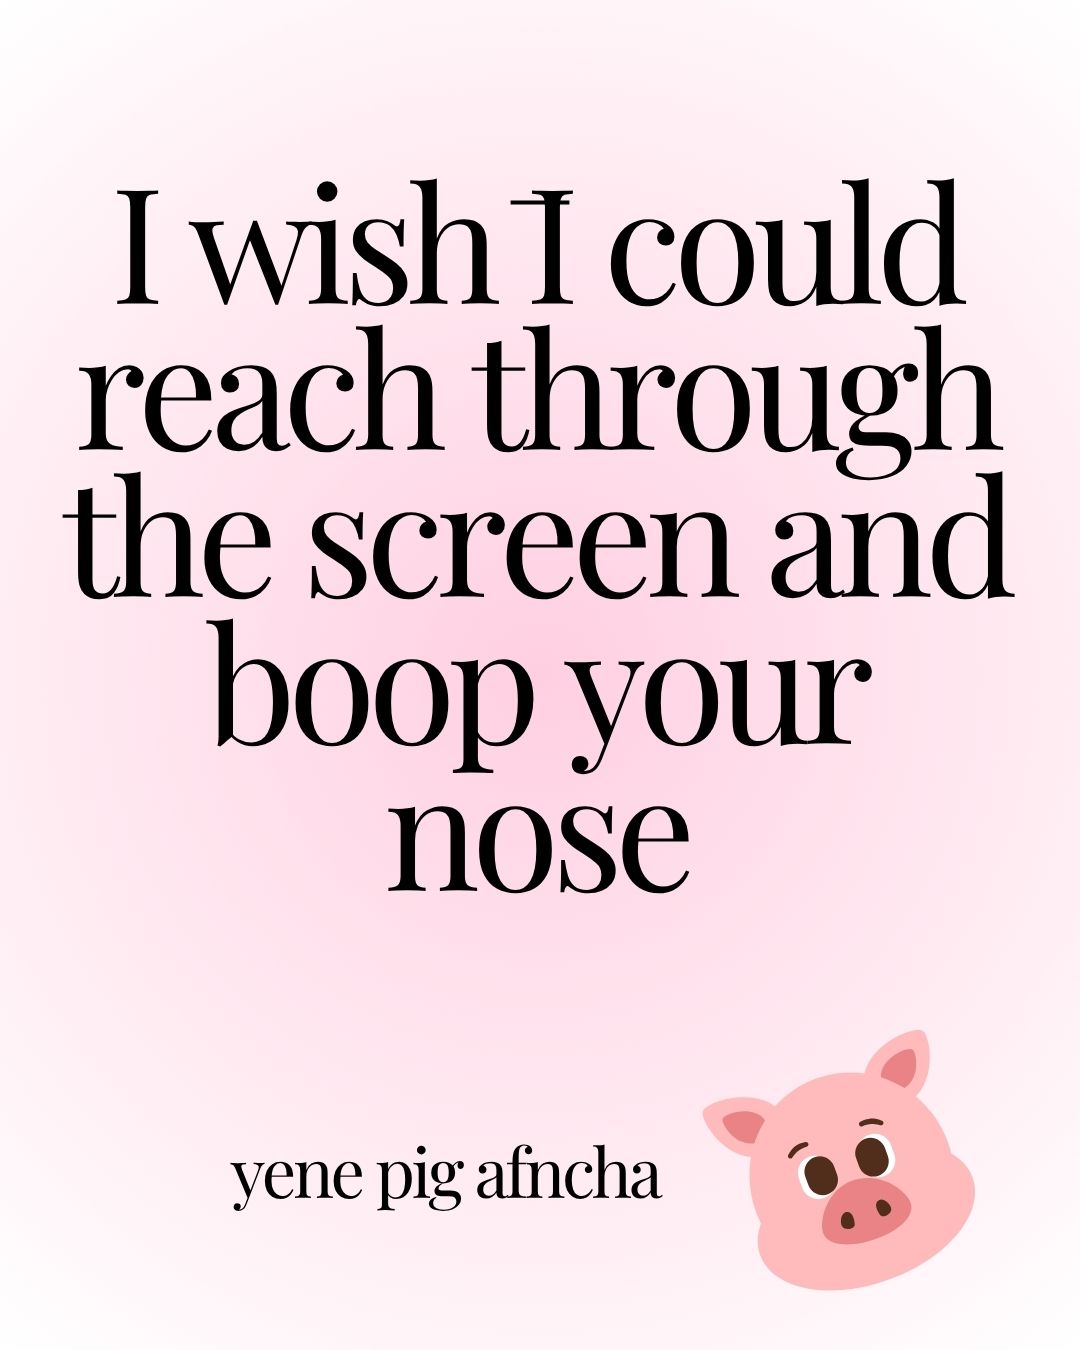 I wish I could
reach through
the screen and
boop your
nose
yene pig afncha